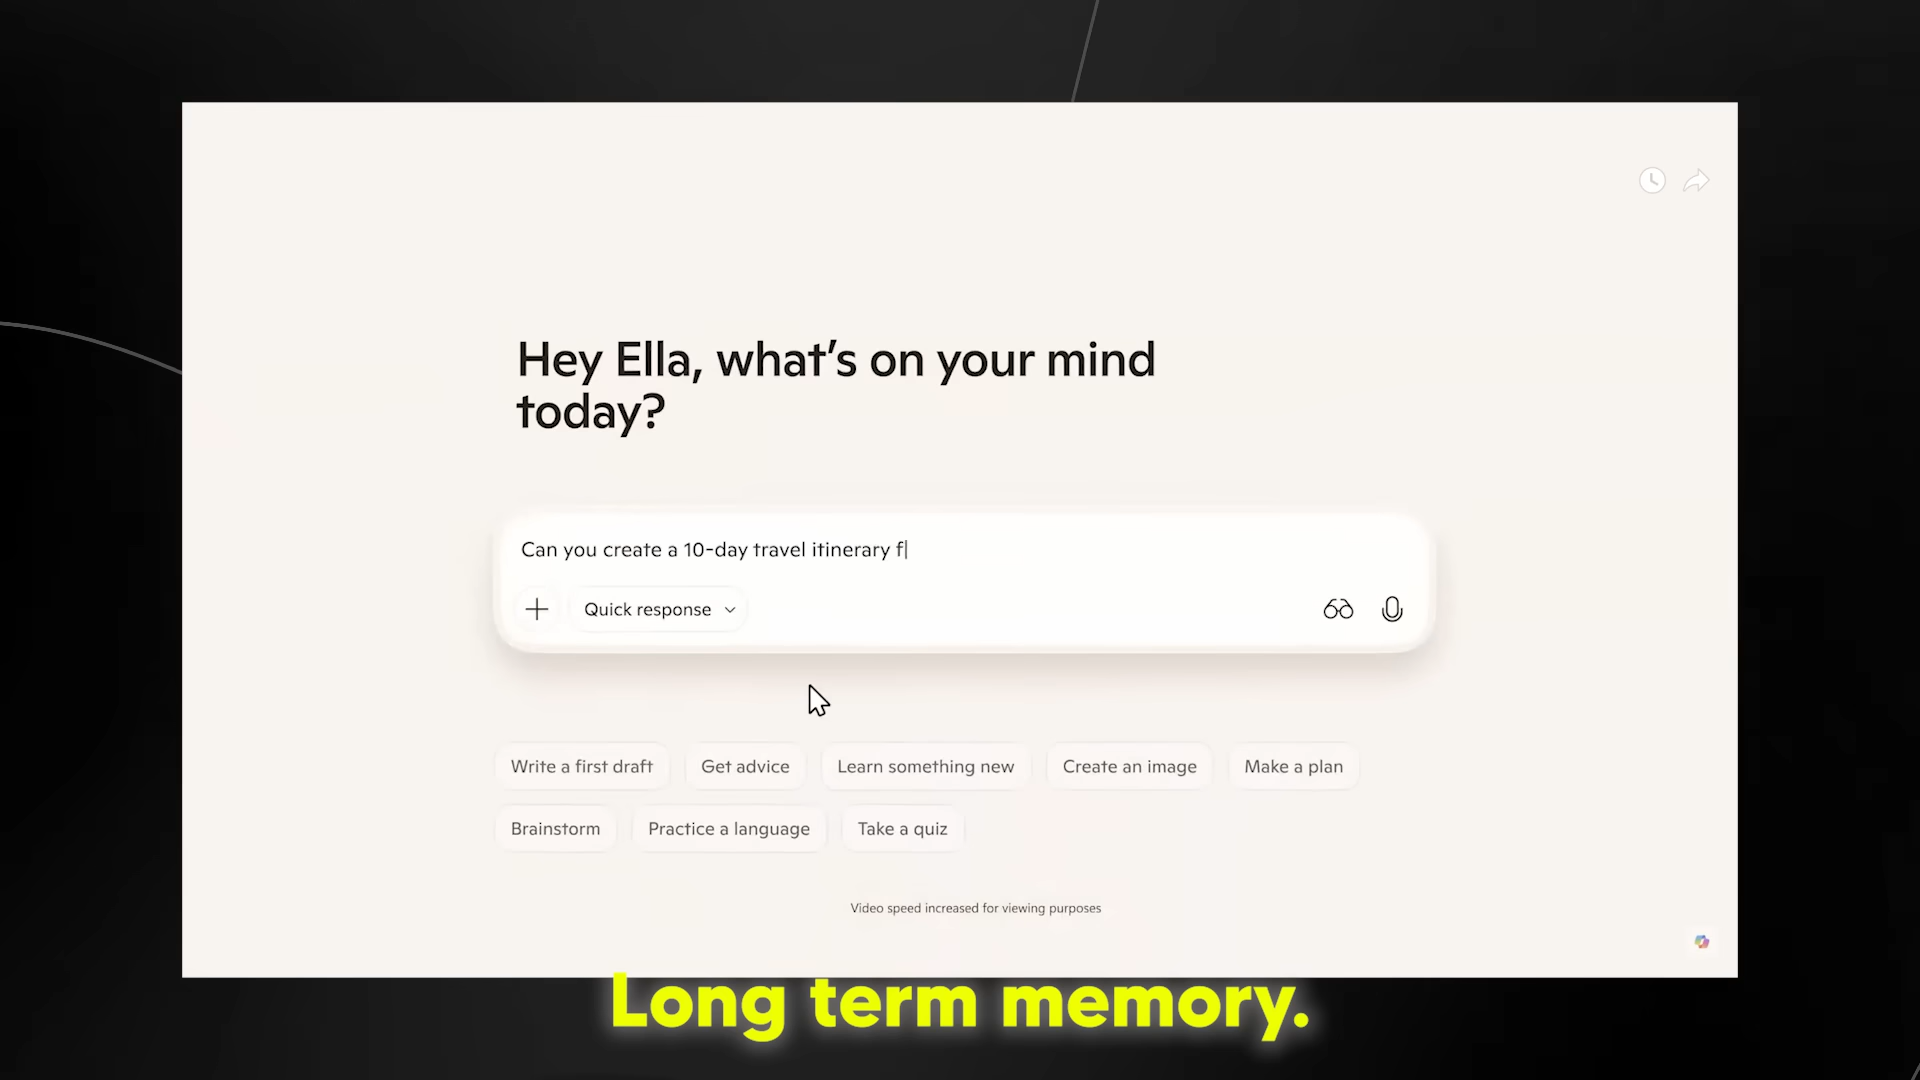 Hey Ella, what's on your mind
today?
Can you create a 10-day travel itinerary f
Quick response
Write a first draft
Get advice
Learn something new
Create an image
Make a plan
Brainstorm
Practice a language
Take a quiz
Video speed increased for viewing purposes
Long term memory.